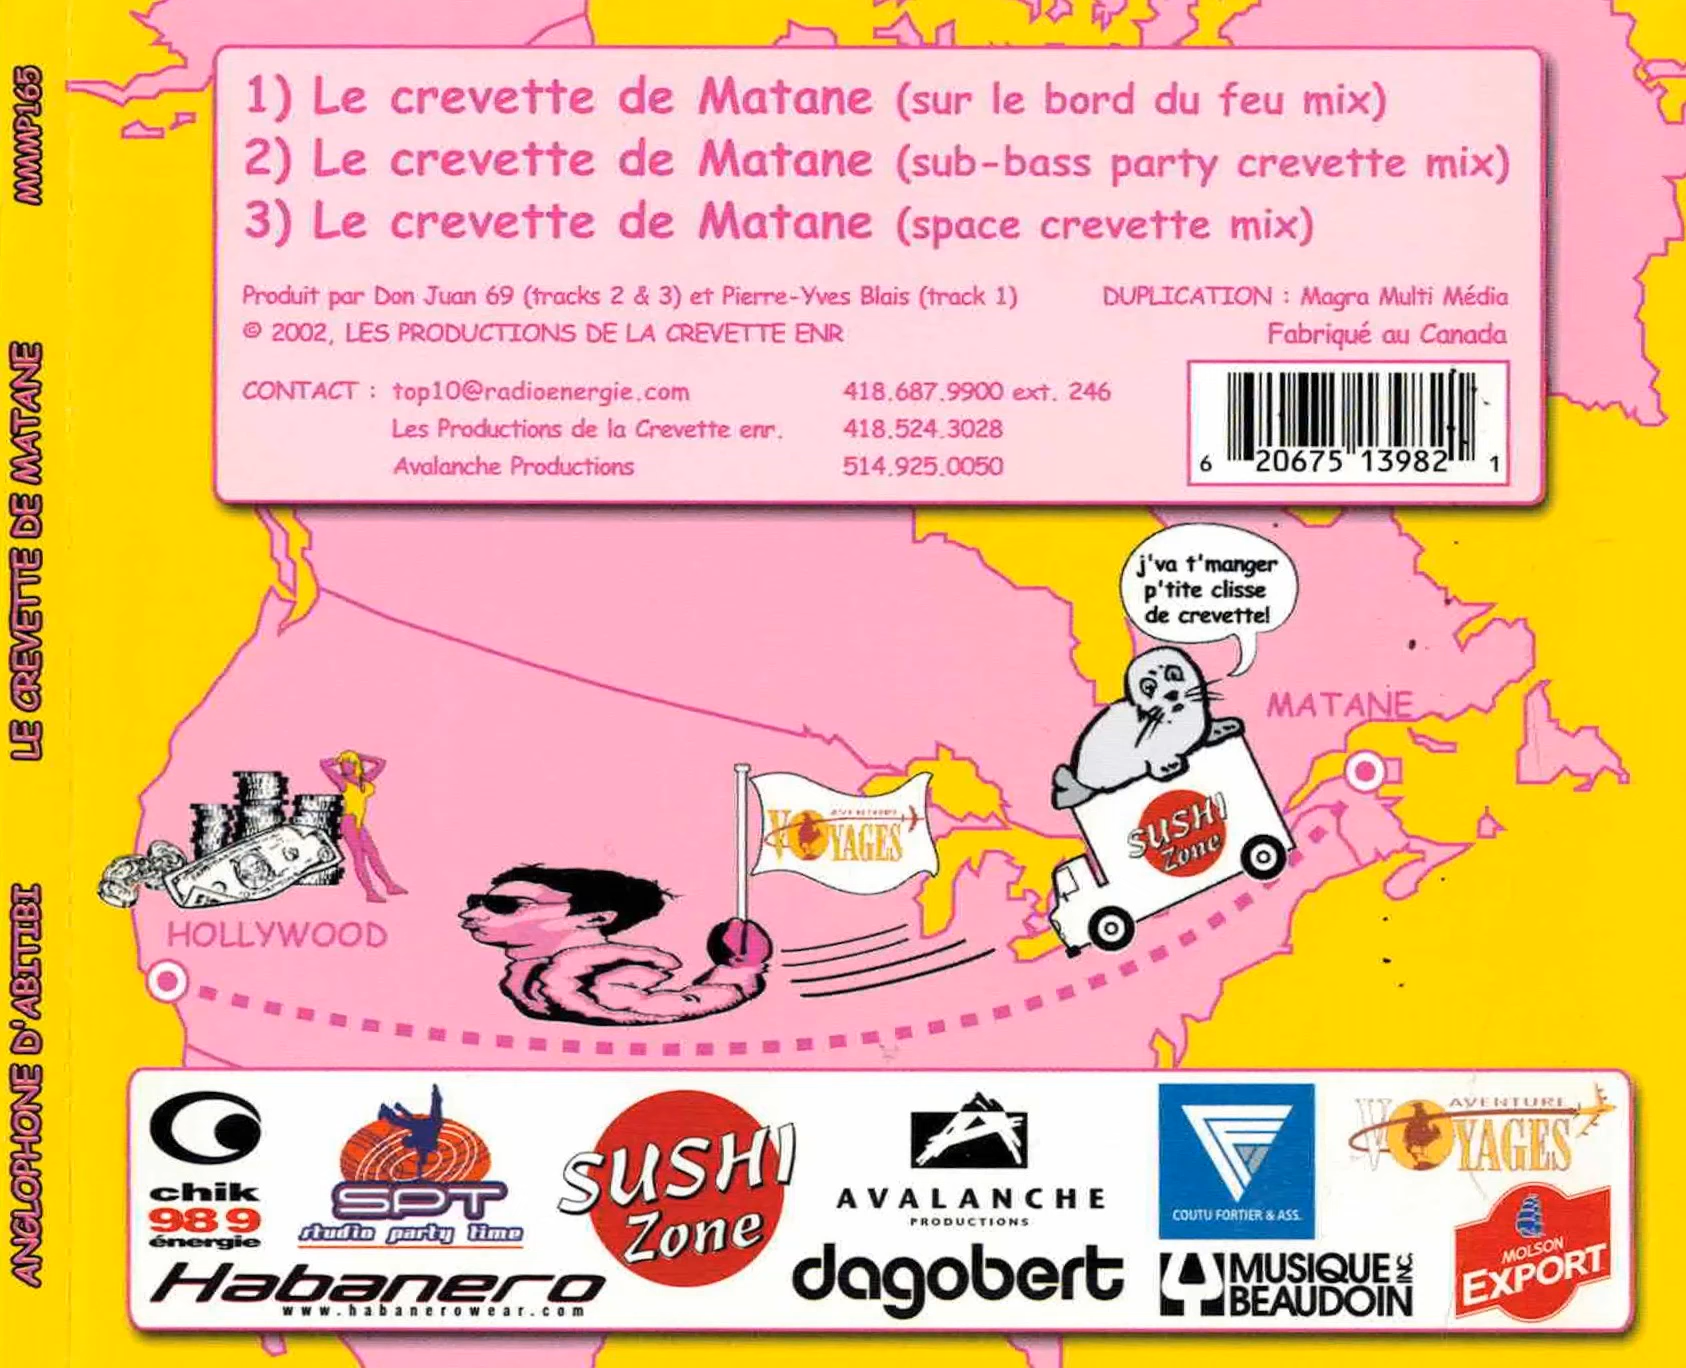 MMMP165
LE CREVETTE DE MATANE
ANGLOPHONE D'ABITIBI
1) Le crevette de Matane (sur le bord du feu mix)
2) Le crevette de Matane (sub-bass party crevette mix)
3) Le crevette de Matane (space crevette mix)
Produit par Don Juan 69 (tracks 2 & 3) et Pierre-Yves Blais (track 1)
© 2002, LES PRODUCTIONS DE LA CREVETTE ENR
DUPLICATION : Magra Multi Média
Fabriqué au Canada
CONTACT : top10@radioenergie.com 418.687.9900 ext. 246
Les Productions de la Crevette enr. 418.524.3028
Avalanche Productions 514.925.0050
6 20675 13982 1
j'va t'manger
p'tite clisse
de crevette!
MATANE
SUSHI
Zone
AVENTURE
VOYAGES
HOLLYWOOD
chik
98 9
énergie
SPT
studio party time
SUSHI
Zone
AVALANCHE
PRODUCTIONS
COUTU FORTIER & ASS.
AVENTURE
VOYAGES
Habanero
www.habanerowear.com
dagobert
MUSIQUE
BEAUDOIN INC.
MOLSON
EXPORT